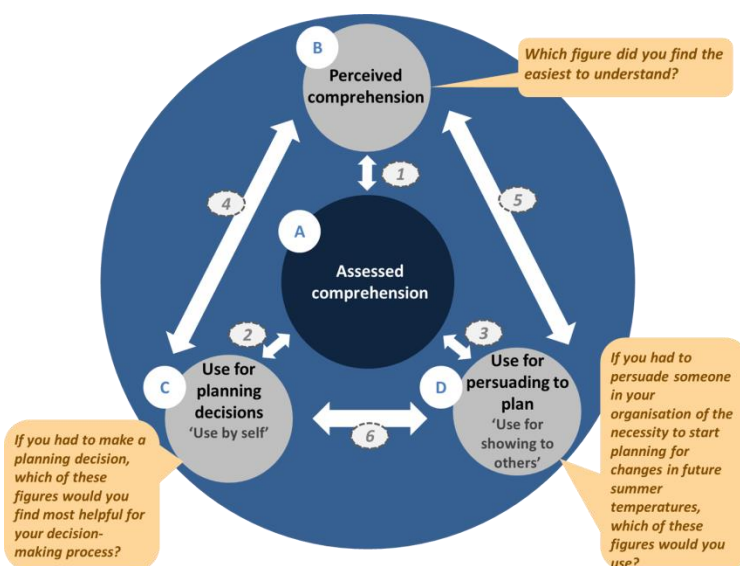 B
Perceived
comprehension
Which figure did you find the
easiest to understand?
1
4
5
A
Assessed
comprehension
2
3
C
Use for
planning
decisions
'Use by self'
D
Use for
persuading to
plan
'Use for
showing to
others'
6
If you had to make a
planning decision,
which of these
figures would you
find most helpful for
your decision-
making process?
If you had to
persuade someone
in your
organisation of the
necessity to start
planning for
changes in future
summer
temperatures,
which of these
figures would you
use?